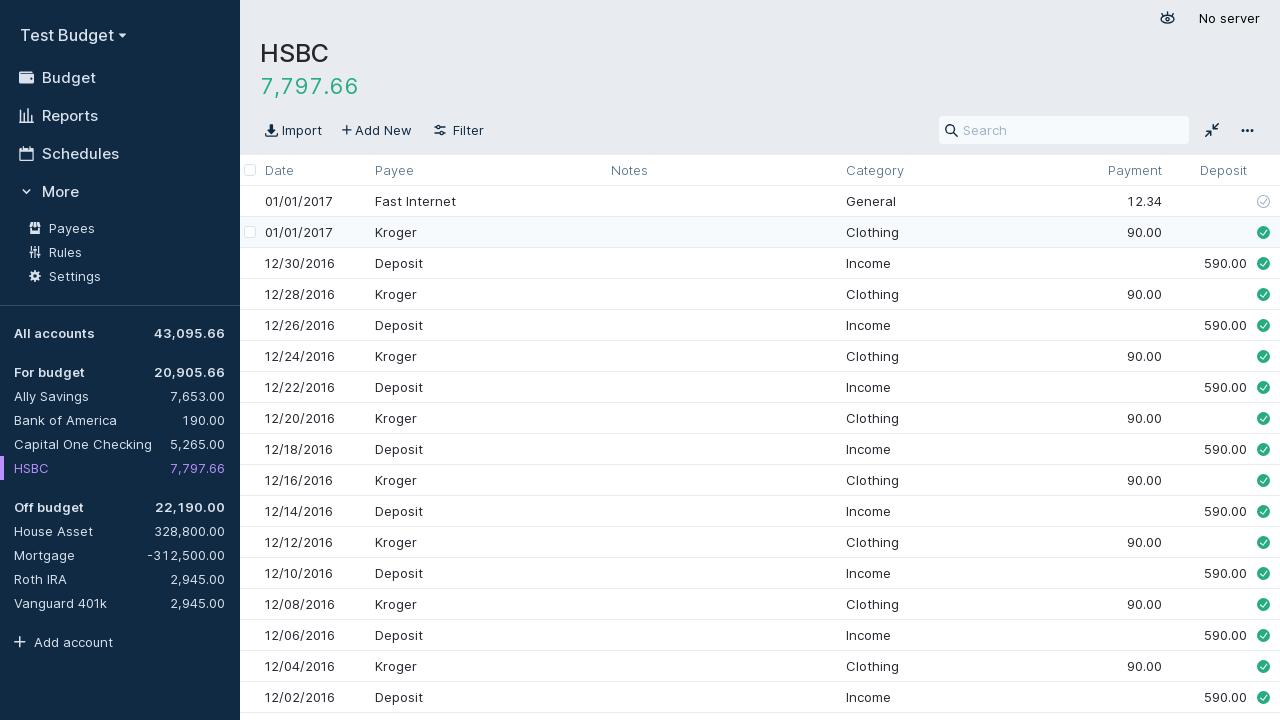 Test Budget
Budget
Reports
Schedules
More
Payees
Rules
Settings
All accounts 43,095.66
For budget 20,905.66
Ally Savings 7,653.00
Bank of America 190.00
Capital One Checking 5,265.00
HSBC 7,797.66
Off budget 22,190.00
House Asset 328,800.00
Mortgage -312,500.00
Roth IRA 2,945.00
Vanguard 401k 2,945.00
Add account
No server
HSBC
7,797.66
Import Add New Filter Search
Date Payee Notes Category Payment Deposit
01/01/2017 Fast Internet General 12.34
01/01/2017 Kroger Clothing 90.00
12/30/2016 Deposit Income 590.00
12/28/2016 Kroger Clothing 90.00
12/26/2016 Deposit Income 590.00
12/24/2016 Kroger Clothing 90.00
12/22/2016 Deposit Income 590.00
12/20/2016 Kroger Clothing 90.00
12/18/2016 Deposit Income 590.00
12/16/2016 Kroger Clothing 90.00
12/14/2016 Deposit Income 590.00
12/12/2016 Kroger Clothing 90.00
12/10/2016 Deposit Income 590.00
12/08/2016 Kroger Clothing 90.00
12/06/2016 Deposit Income 590.00
12/04/2016 Kroger Clothing 90.00
12/02/2016 Deposit Income 590.00